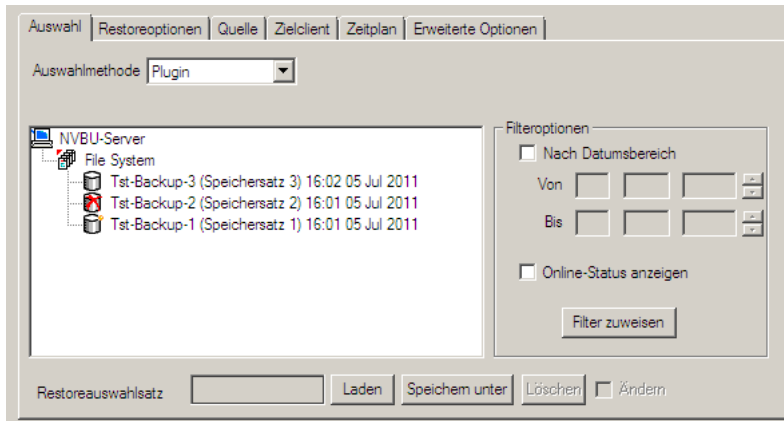 Auswahl Restoreoptionen Quelle Zielclient Zeitplan Erweiterte Optionen
Auswahlmethode Plugin
NVBU-Server
File System
Tst-Backup-3 (Speichersatz 3) 16:02 05 Jul 2011
Tst-Backup-2 (Speichersatz 2) 16:01 05 Jul 2011
Tst-Backup-1 (Speichersatz 1) 16:01 05 Jul 2011
Filteroptionen
Nach Datumsbereich
Von
Bis
Online-Status anzeigen
Filter zuweisen
Restoreauswahlsatz Laden Speichern unter Löschen Ändern